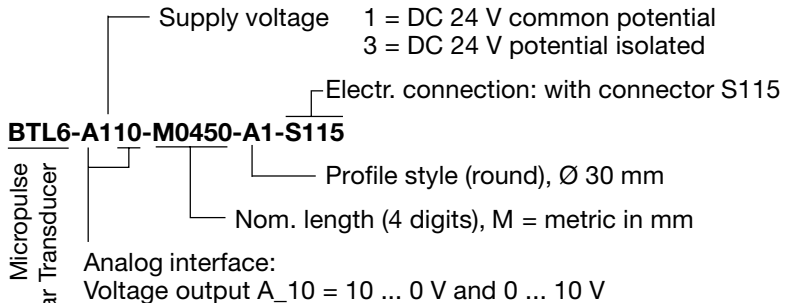 Supply voltage 1 = DC 24 V common potential
3 = DC 24 V potential isolated
Electr. connection: with connector S115
BTL6-A110-M0450-A1-S115
Profile style (round), Ø 30 mm
Nom. length (4 digits), M = metric in mm
Micropulse
Transducer
Analog interface:
Voltage output A_10 = 10 ... 0 V and 0 ... 10 V